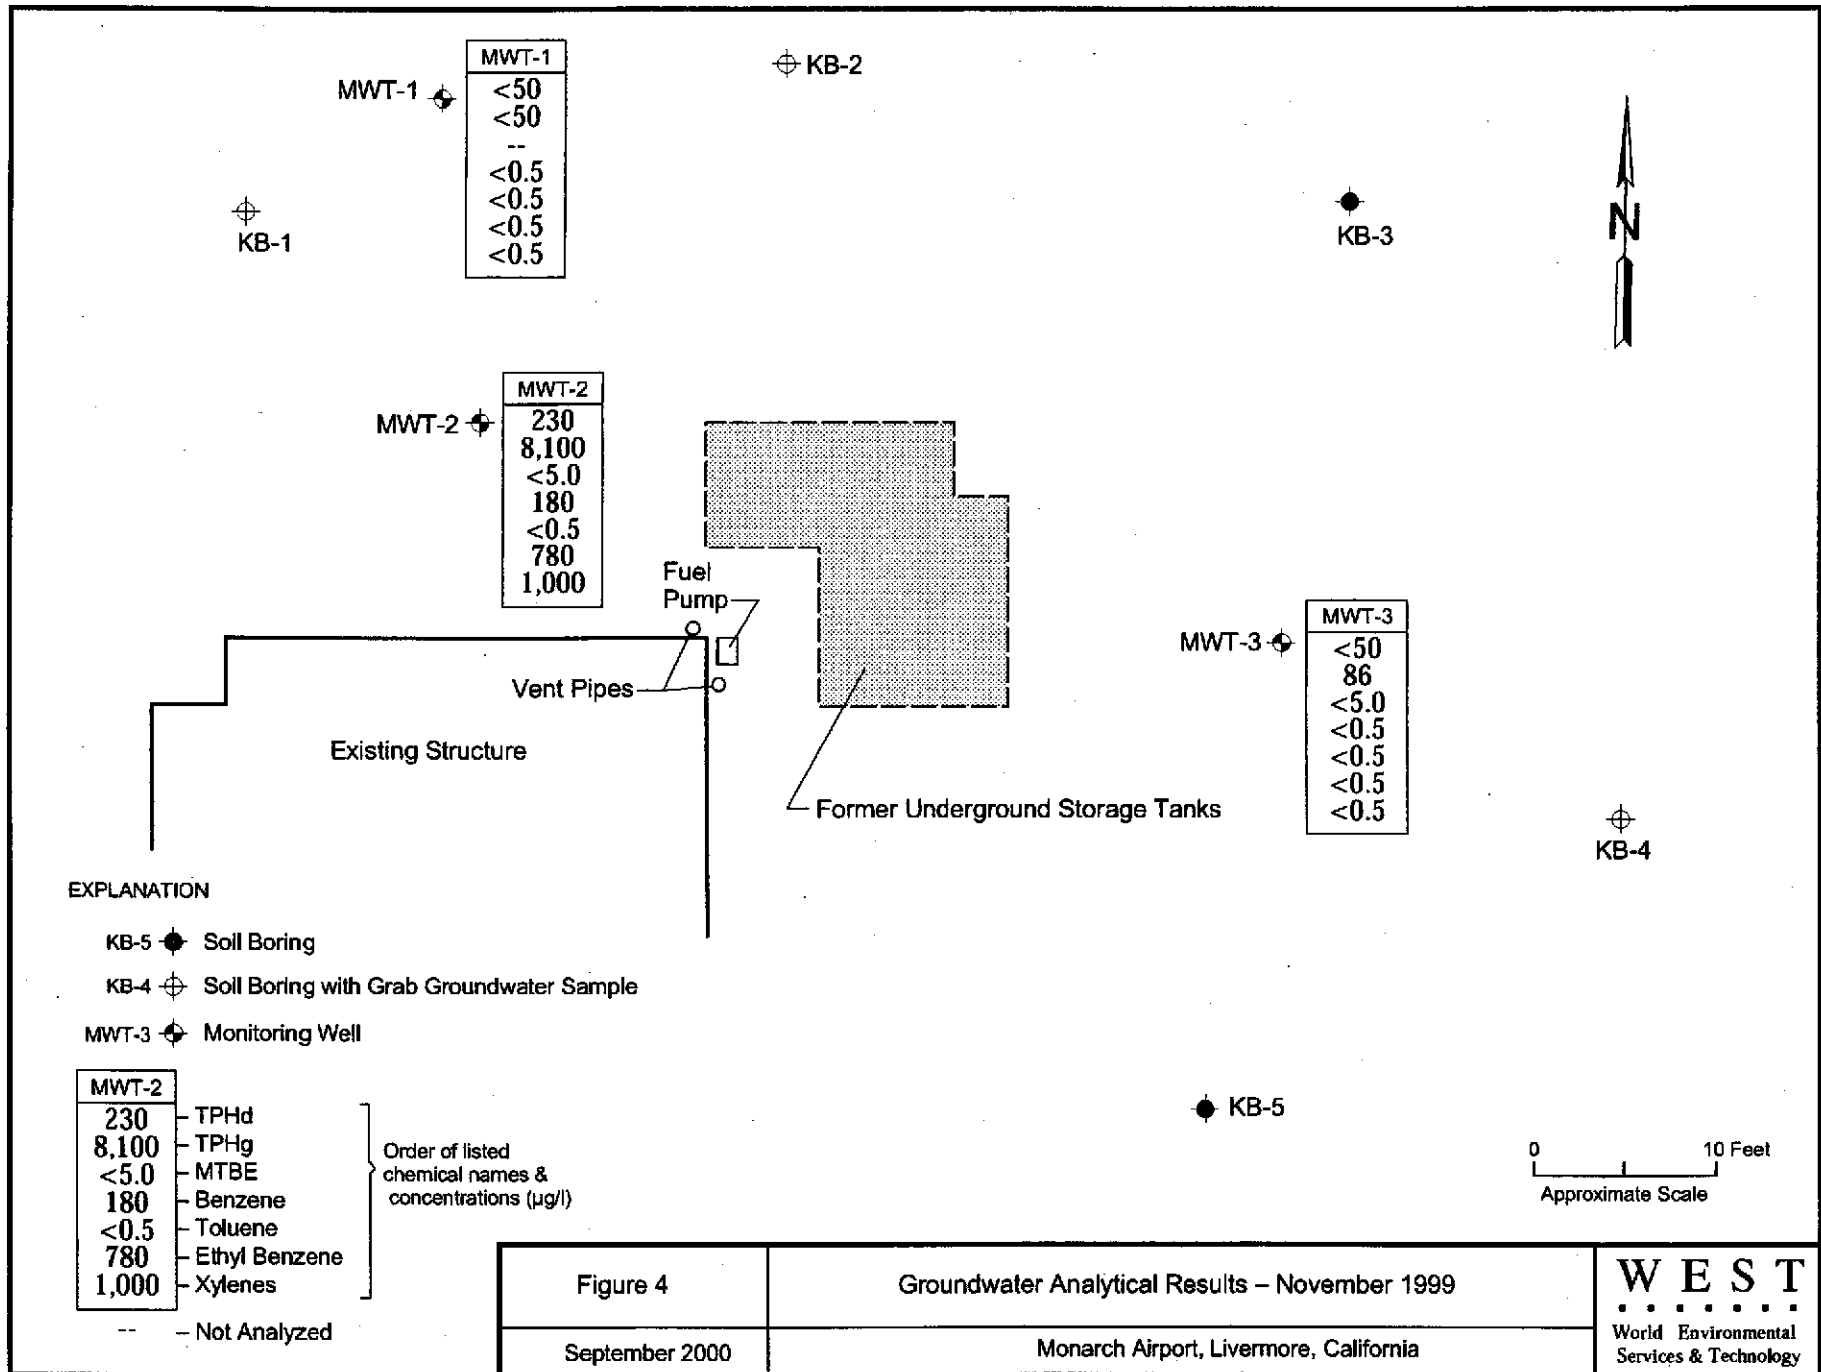 MWT-1
MWT-1
<50
<50
--
<0.5
<0.5
<0.5
<0.5
KB-2
KB-1
KB-3
N
MWT-2
MWT-2
230
8,100
<5.0
180
<0.5
780
1,000
Fuel
Pump
Vent Pipes
Existing Structure
Former Underground Storage Tanks
MWT-3
MWT-3
<50
86
<5.0
<0.5
<0.5
<0.5
<0.5
KB-4
EXPLANATION
KB-5 Soil Boring
KB-4 Soil Boring with Grab Groundwater Sample
MWT-3 Monitoring Well
MWT-2
230 – TPHd
8,100 – TPHg
<5.0 – MTBE
180 – Benzene
<0.5 – Toluene
780 – Ethyl Benzene
1,000 – Xylenes
-- – Not Analyzed
Order of listed
chemical names &
concentrations (µg/l)
KB-5
0 10 Feet
Approximate Scale
Figure 4
Groundwater Analytical Results – November 1999
September 2000
Monarch Airport, Livermore, California
WEST
World Environmental
Services & Technology